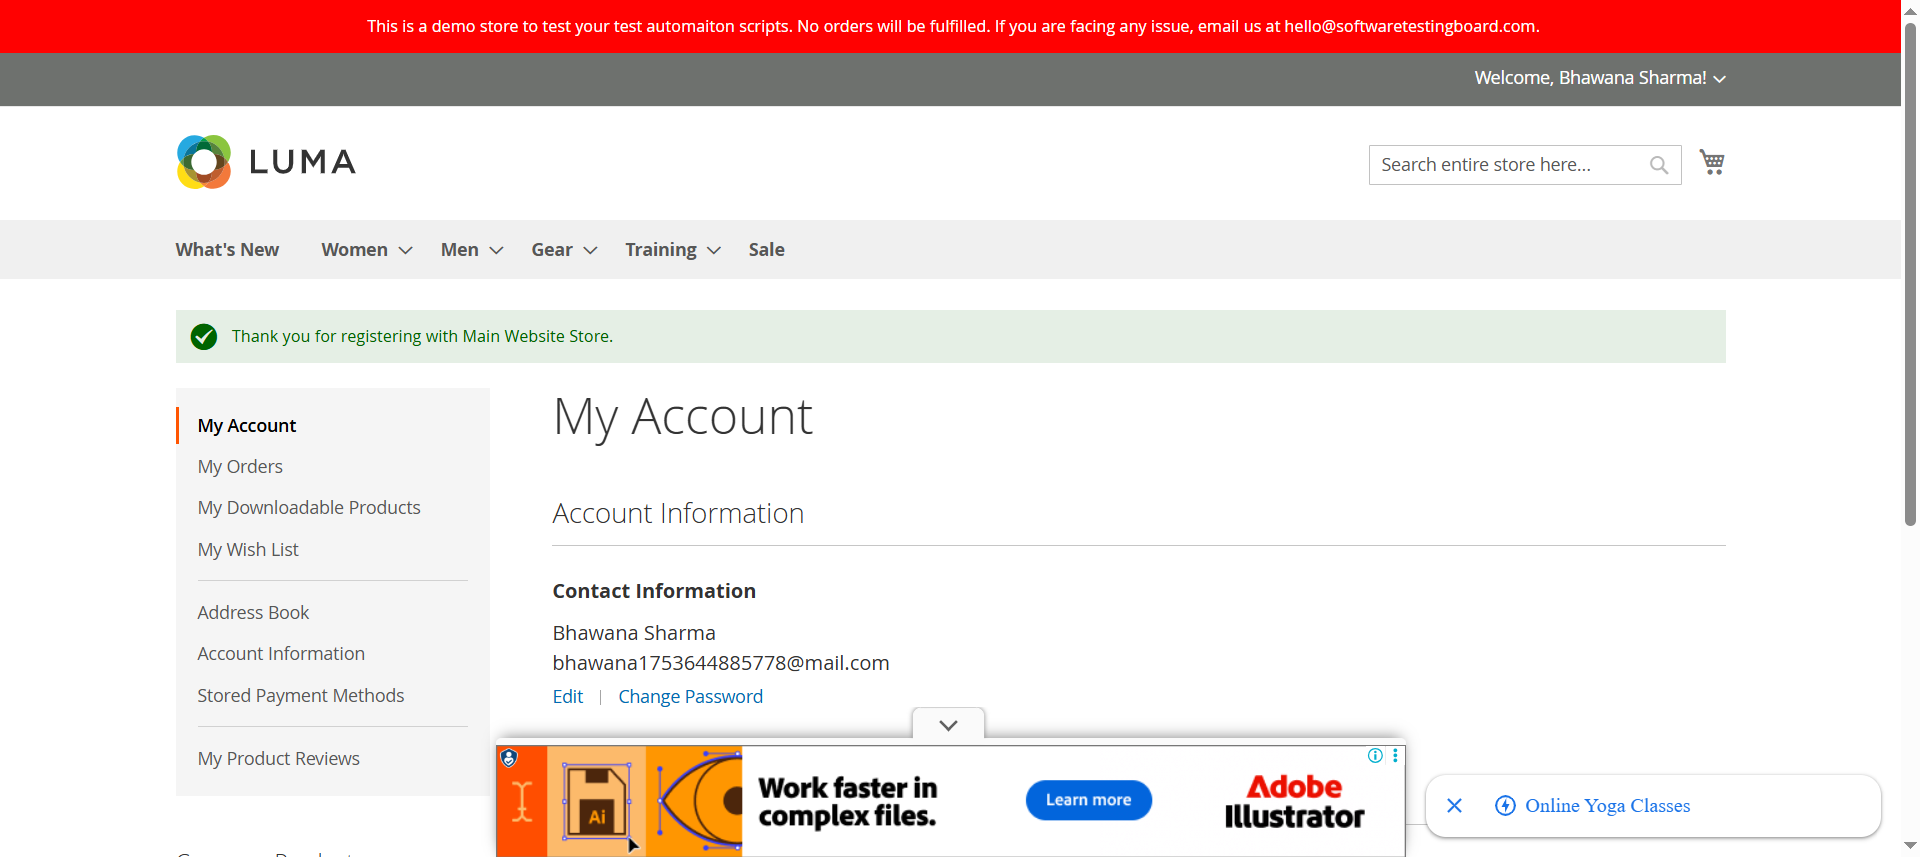 This is a demo store to test your test automaiton scripts. No orders will be fulfilled. If you are facing any issue, email us at hello@softwaretestingboard.com.
Welcome, Bhawana Sharma!
LUMA
Search entire store here...
What's New Women Men Gear Training Sale
Thank you for registering with Main Website Store.
My Account
My Orders
My Downloadable Products
My Wish List
Address Book
Account Information
Stored Payment Methods
My Product Reviews
My Account
Account Information
Contact Information
Bhawana Sharma
bhawana1753644885778@mail.com
Edit | Change Password
Ai
Work faster in
complex files.
Learn more
Adobe
Illustrator
Online Yoga Classes